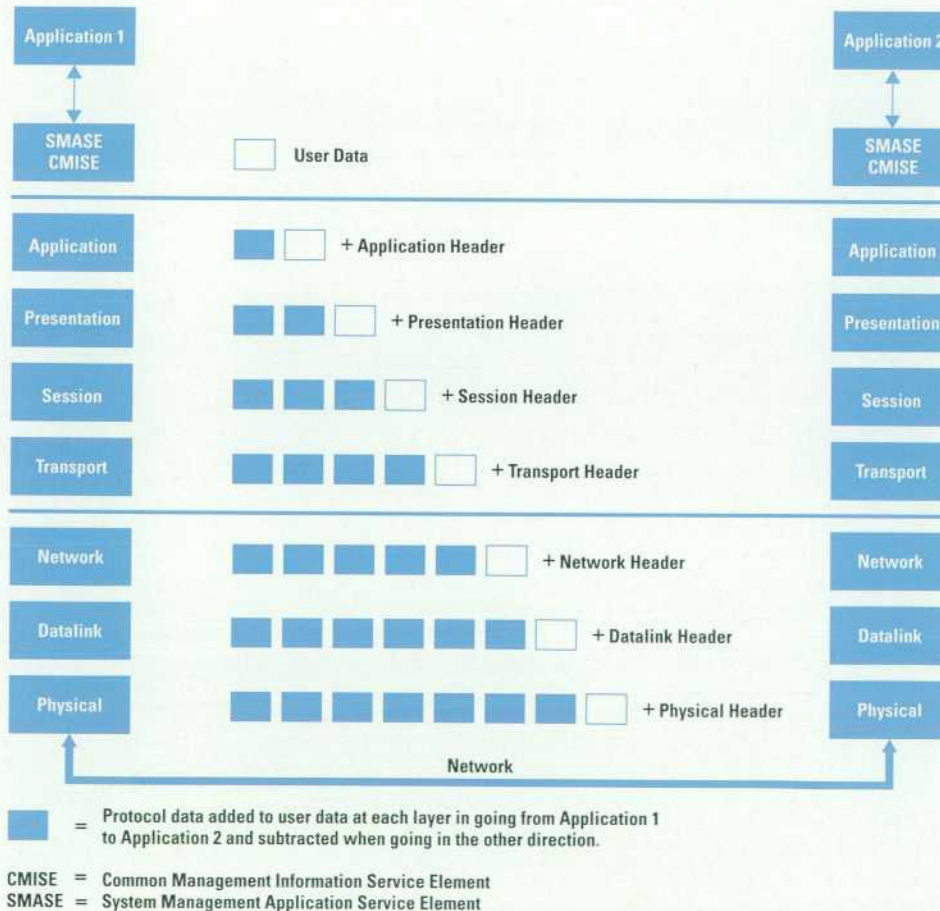 Application 1
Application 2
SMASE
CMISE
User Data
SMASE
CMISE
Application
+ Application Header
Application
Presentation
+ Presentation Header
Presentation
Session
+ Session Header
Session
Transport
+ Transport Header
Transport
Network
+ Network Header
Network
Datalink
+ Datalink Header
Datalink
Physical
+ Physical Header
Physical
Network
= Protocol data added to user data at each layer in going from Application 1
to Application 2 and subtracted when going in the other direction.
CMISE = Common Management Information Service Element
SMASE = System Management Application Service Element